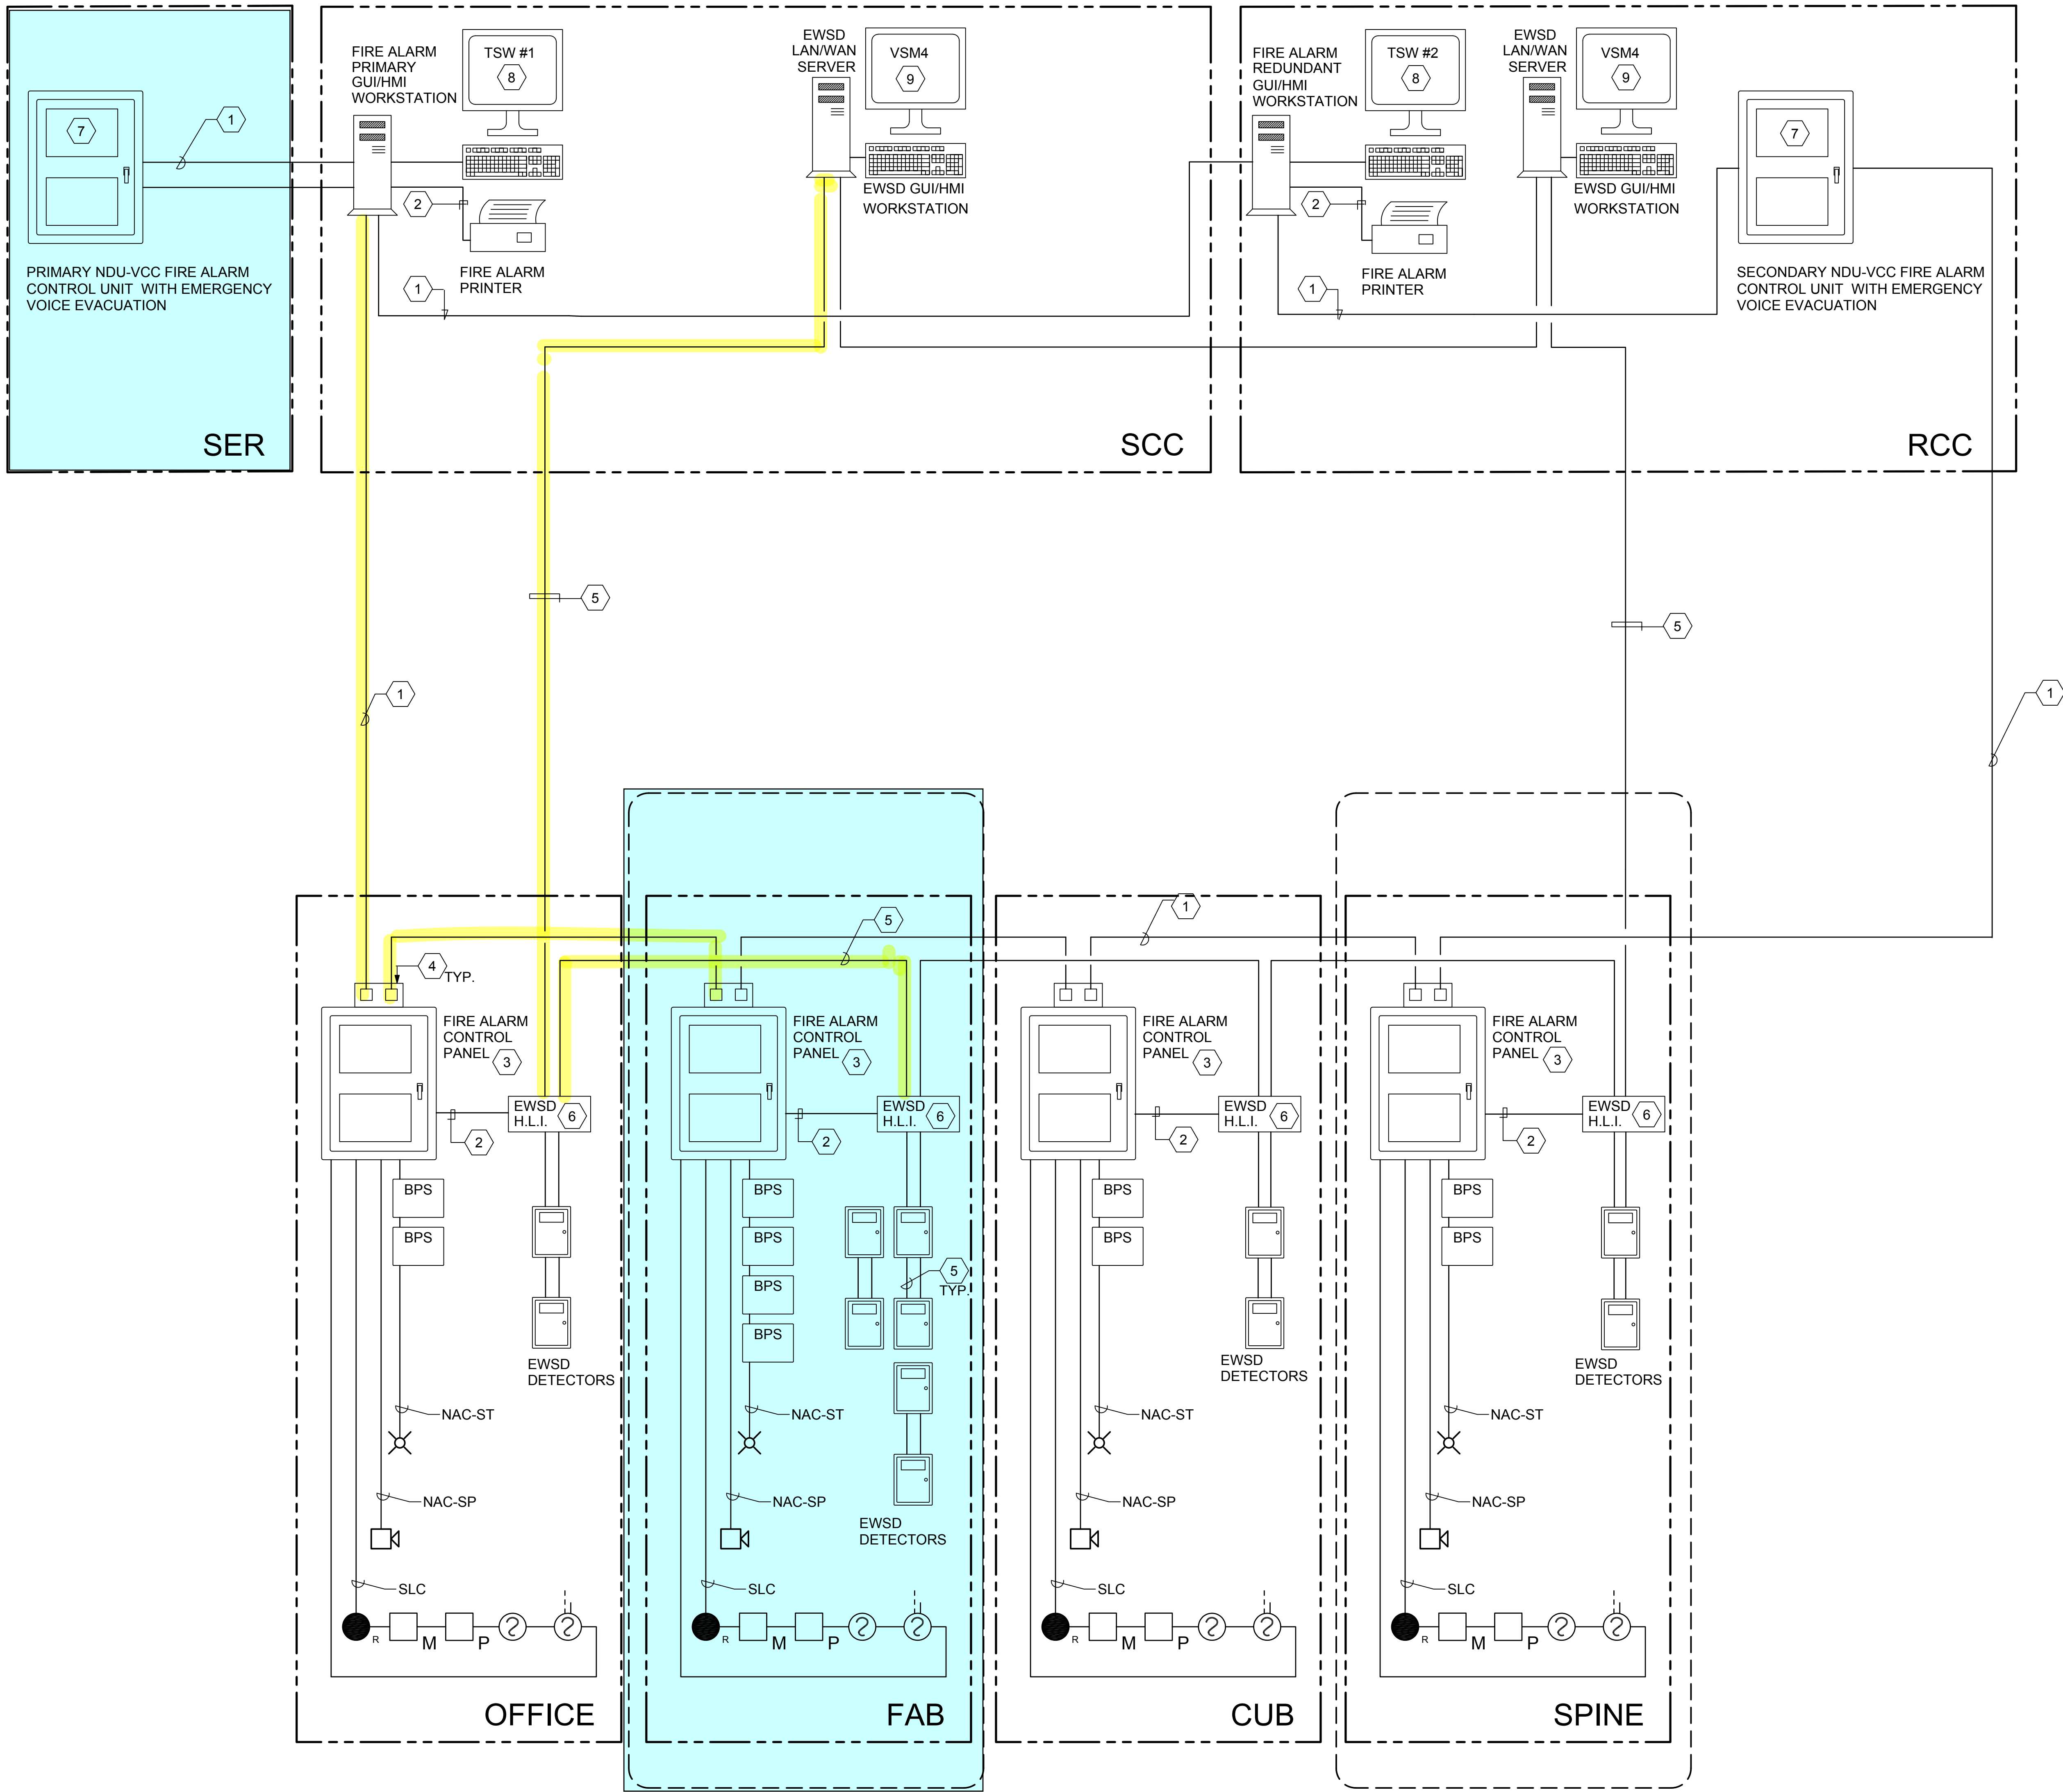 7
1
PRIMARY NDU-VCC FIRE ALARM
CONTROL UNIT WITH EMERGENCY
VOICE EVACUATION
SER
FIRE ALARM
PRIMARY
GUI/HMI
WORKSTATION
TSW #1
8
2
FIRE ALARM
PRINTER
1
EWSD
LAN/WAN
SERVER
VSM4
9
EWSD GUI/HMI
WORKSTATION
SCC
FIRE ALARM
REDUNDANT
GUI/HMI
WORKSTATION
TSW #2
8
2
FIRE ALARM
PRINTER
1
EWSD
LAN/WAN
SERVER
VSM4
9
EWSD GUI/HMI
WORKSTATION
7
SECONDARY NDU-VCC FIRE ALARM
CONTROL UNIT WITH EMERGENCY
VOICE EVACUATION
RCC
5
5
1
1
4
TYP.
FIRE ALARM
CONTROL
PANEL
3
EWSD
H.L.I.
6
2
BPS
BPS
EWSD
DETECTORS
NAC-ST
NAC-SP
SLC
R
M
P
OFFICE
5
FIRE ALARM
CONTROL
PANEL
3
EWSD
H.L.I.
6
2
BPS
BPS
BPS
BPS
5
TYP.
NAC-ST
NAC-SP
EWSD
DETECTORS
SLC
R
M
P
FAB
1
FIRE ALARM
CONTROL
PANEL
3
EWSD
H.L.I.
6
2
BPS
BPS
EWSD
DETECTORS
NAC-ST
NAC-SP
SLC
R
M
P
CUB
FIRE ALARM
CONTROL
PANEL
3
EWSD
H.L.I.
6
2
BPS
BPS
EWSD
DETECTORS
NAC-ST
NAC-SP
SLC
R
M
P
SPINE